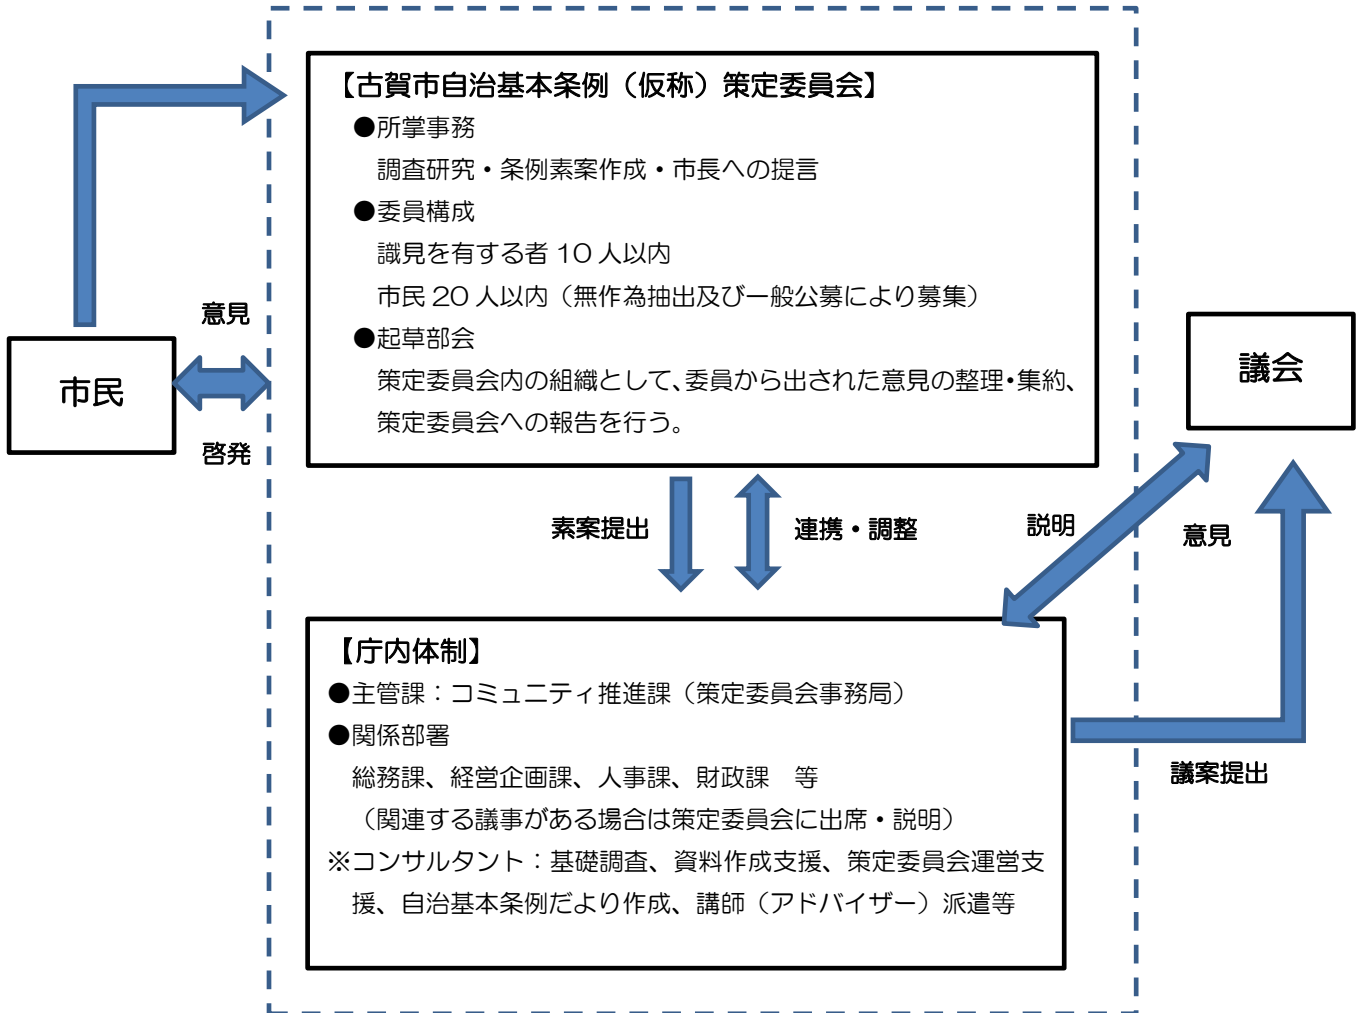 【古賀市自治基本条例（仮称）策定委員会】
●所掌事務
調査研究・条例素案作成・市長への提言
●委員構成
識見を有する者 10 人以内
市民 20 人以内（無作為抽出及び一般公募により募集）
●起草部会
策定委員会内の組織として、委員から出された意見の整理・集約、
策定委員会への報告を行う。
意見
市民
啓発
議会
素案提出
連携・調整
説明
意見
【庁内体制】
●主管課：コミュニティ推進課（策定委員会事務局）
●関係部署
総務課、経営企画課、人事課、財政課　等
（関連する議事がある場合は策定委員会に出席・説明）
※コンサルタント：基礎調査、資料作成支援、策定委員会運営支
援、自治基本条例だより作成、講師（アドバイザー）派遣等
議案提出